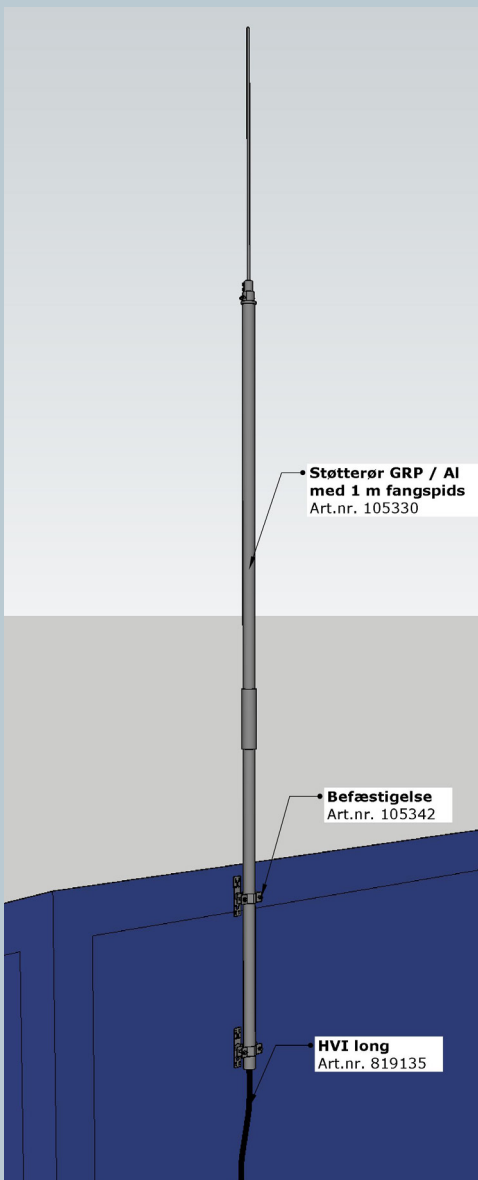 Støtterør GRP / Al
med 1 m fangspids
Art.nr. 105330
Befæstigelse
Art.nr. 105342
HVI long
Art.nr. 819135